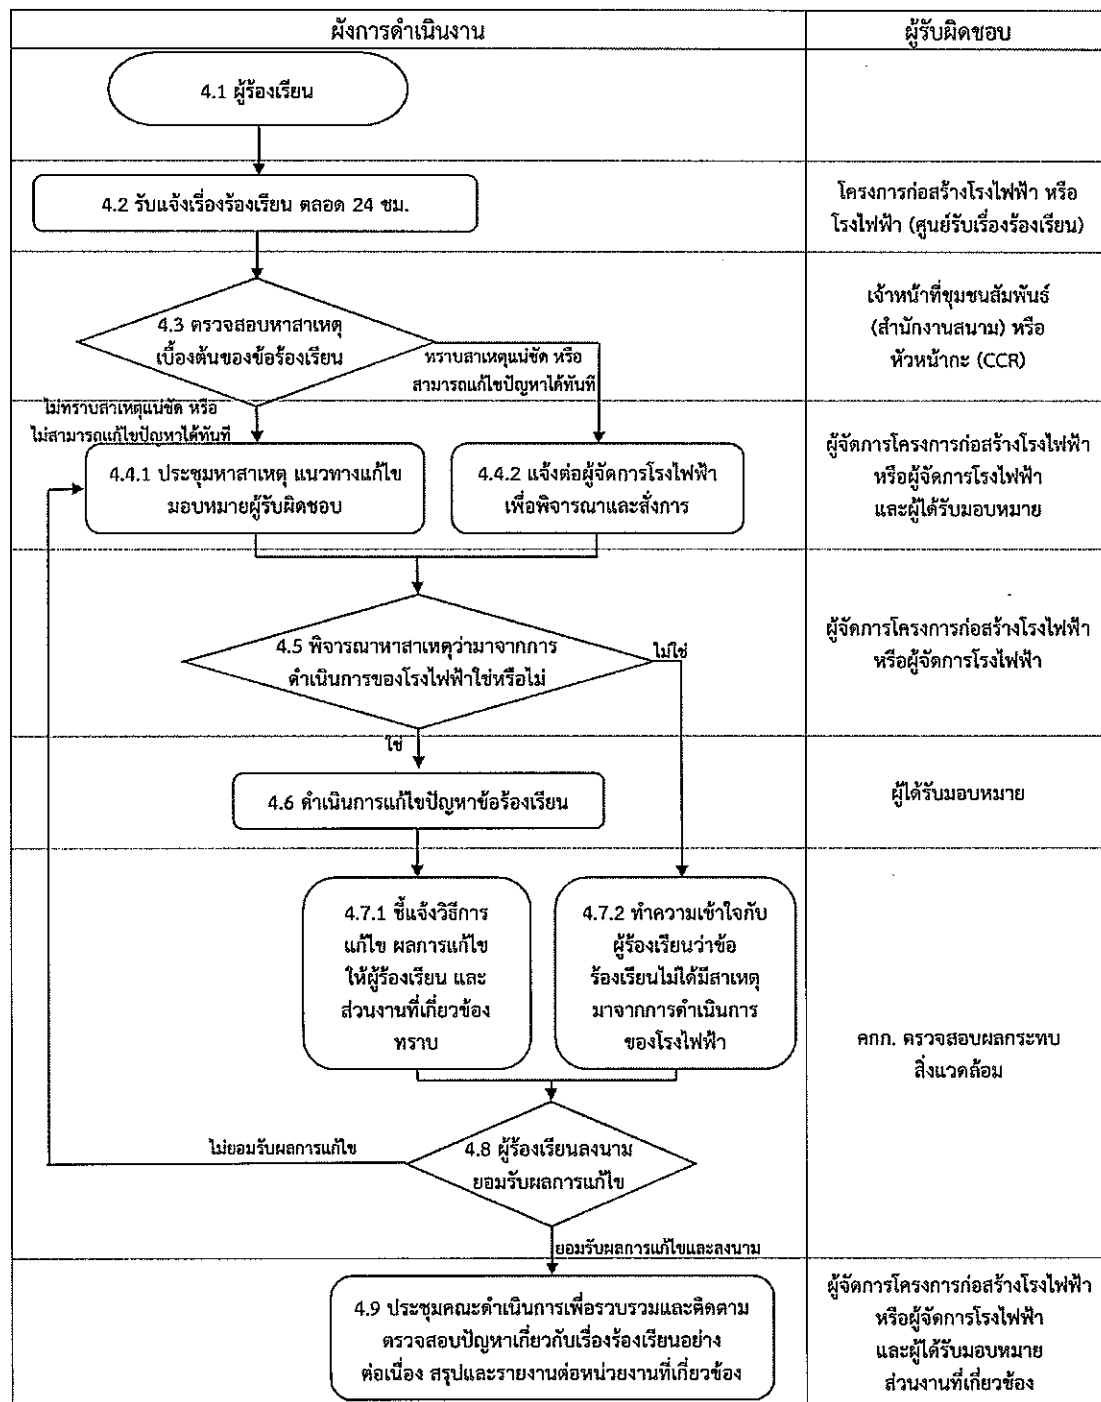 ผังการดำเนินงาน
ผู้รับผิดชอบ
4.1 ผู้ร้องเรียน
4.2 รับแจ้งเรื่องร้องเรียน ตลอด 24 ชม.
โครงการก่อสร้างโรงไฟฟ้า หรือ
โรงไฟฟ้า (ศูนย์รับเรื่องร้องเรียน)
4.3 ตรวจสอบหาสาเหตุ
เบื้องต้นของข้อร้องเรียน
เจ้าหน้าที่ชุมชนสัมพันธ์
(สำนักงานสนาม) หรือ
หัวหน้ากะ (CCR)
ทราบสาเหตุแน่ชัด หรือ
สามารถแก้ไขปัญหาได้ทันที
ไม่ทราบสาเหตุแน่ชัด หรือ
ไม่สามารถแก้ไขปัญหาได้ทันที
4.4.1 ประชุมหาสาเหตุ แนวทางแก้ไข
มอบหมายผู้รับผิดชอบ
4.4.2 แจ้งต่อผู้จัดการโรงไฟฟ้า
เพื่อพิจารณาและสั่งการ
ผู้จัดการโครงการก่อสร้างโรงไฟฟ้า
หรือผู้จัดการโรงไฟฟ้า
และผู้ได้รับมอบหมาย
4.5 พิจารณาหาสาเหตุว่ามาจากการ
ดำเนินการของโรงไฟฟ้าใช่หรือไม่
ไม่ใช่
ผู้จัดการโครงการก่อสร้างโรงไฟฟ้า
หรือผู้จัดการโรงไฟฟ้า
ใช่
4.6 ดำเนินการแก้ไขปัญหาข้อร้องเรียน
ผู้ได้รับมอบหมาย
4.7.1 ชี้แจ้งวิธีการ
แก้ไข ผลการแก้ไข
ให้ผู้ร้องเรียน และ
ส่วนงานที่เกี่ยวข้อง
ทราบ
4.7.2 ทำความเข้าใจกับ
ผู้ร้องเรียนว่าข้อ
ร้องเรียนไม่ได้มีสาเหตุ
มาจากการดำเนินการ
ของโรงไฟฟ้า
คกก. ตรวจสอบผลกระทบ
สิ่งแวดล้อม
ไม่ยอมรับผลการแก้ไข
4.8 ผู้ร้องเรียนลงนาม
ยอมรับผลการแก้ไข
ยอมรับผลการแก้ไขและลงนาม
4.9 ประชุมคณะดำเนินการเพื่อรวบรวมและติดตาม
ตรวจสอบปัญหาเกี่ยวกับเรื่องร้องเรียนอย่าง
ต่อเนื่อง สรุปและรายงานต่อหน่วยงานที่เกี่ยวข้อง
ผู้จัดการโครงการก่อสร้างโรงไฟฟ้า
หรือผู้จัดการโรงไฟฟ้า
และผู้ได้รับมอบหมาย
ส่วนงานที่เกี่ยวข้อง